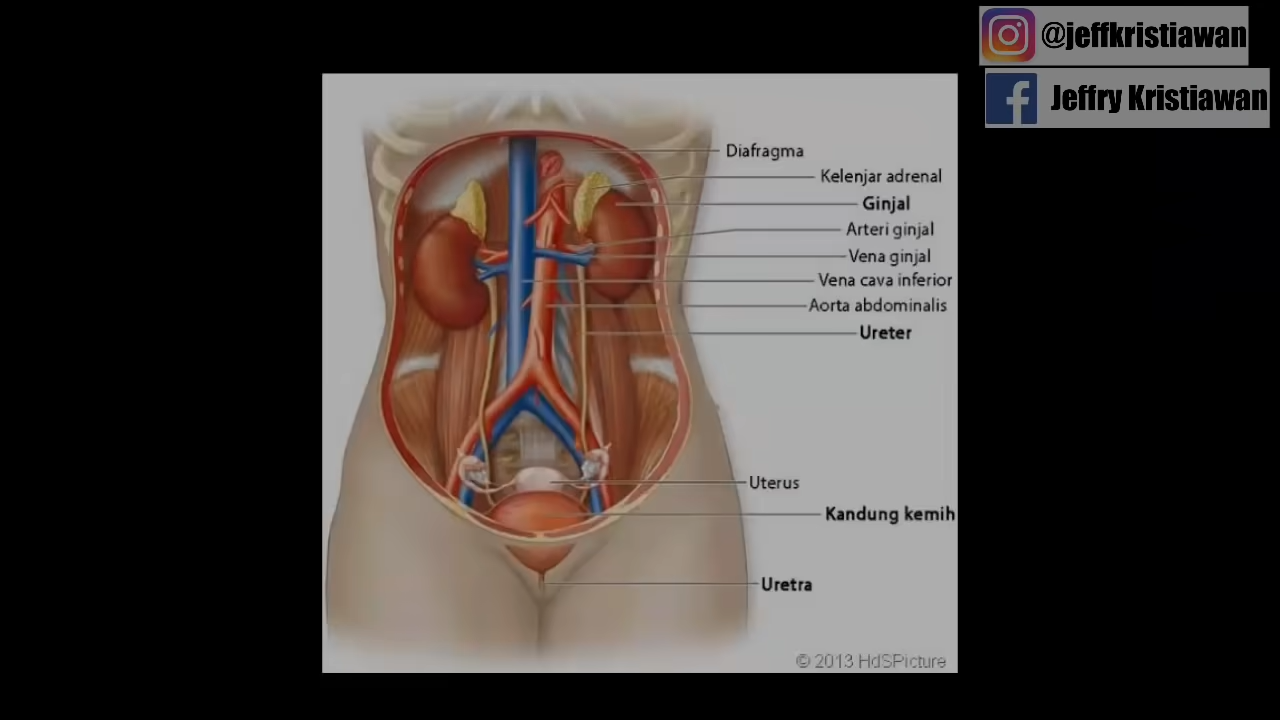 @jeffkristiawan
Jeffry Kristiawan
Diafragma
Kelenjar adrenal
Ginjal
Arteri ginjal
Vena ginjal
Vena cava inferior
Aorta abdominalis
Ureter
Uterus
Kandung kemih
Uretra
© 2013 HdSPicture